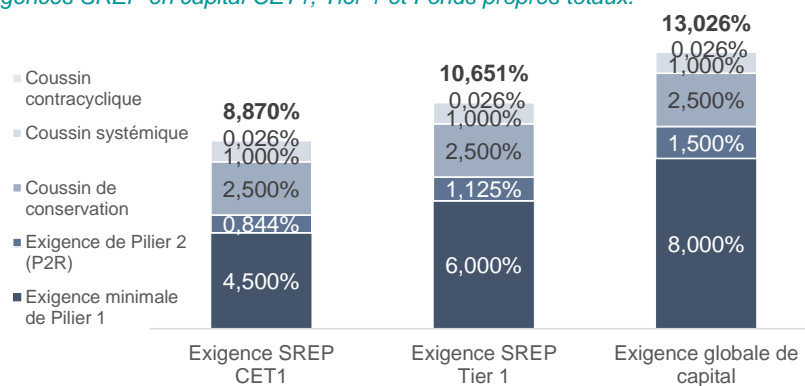 SREP en capital CET1, Tier 1 et Fonds propres totaux.
Coussin
contracyclique
Coussin systémique
Coussin de
conservation
Exigence de Pilier 2
(P2R)
Exigence minimale
de Pilier 1
8,870%
0,026%
1,000%
2,500%
0,844%
4,500%
10,651%
0,026%
1,000%
2,500%
1,125%
6,000%
13,026%
0,026%
1,000%
2,500%
1,500%
8,000%
Exigence SREP
CET1
Exigence SREP
Tier 1
Exigence globale de
capital